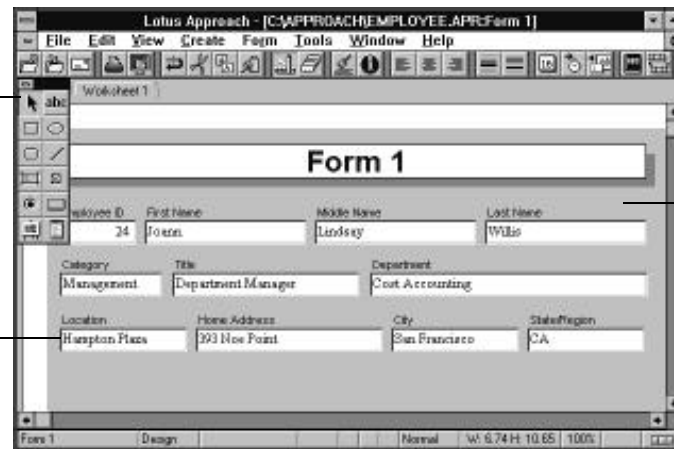 Lotus Approach - [C:\APPROACH\EMPLOYEE.APR:Form 1]
File Edit View Create Form Tools Window Help
abc Worksheet 1
Form 1
mployee ID First Name Middle Name Last Name
24 Joann Lindsay Willis
Category Title Department
Management Department Manager Cost Accounting
Location Home Address City State/Region
Hampton Plaza 393 Noe Point San Francisco CA
Form 1 Design Normal W: 6.74 H: 10.65 100%